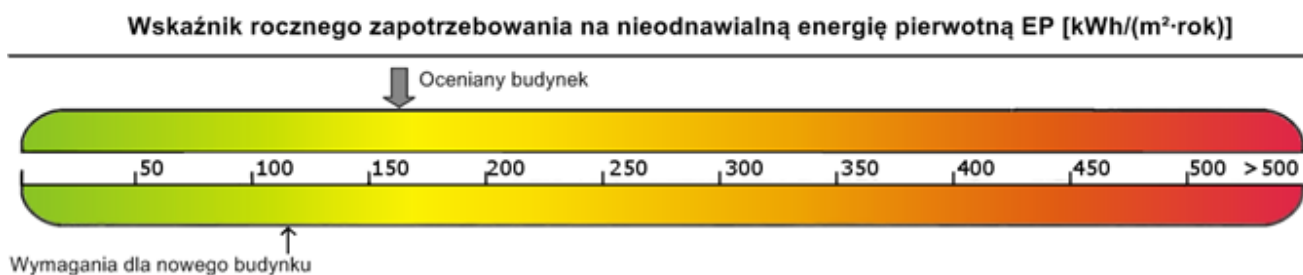 Wskaźnik rocznego zapotrzebowania na nieodnawialną energię pierwotną EP [kWh/(m²·rok)]
Oceniany budynek
50 100 150 200 250 300 350 400 450 500 > 500
Wymagania dla nowego budynku